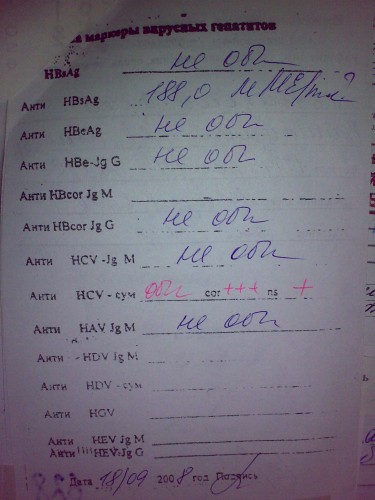 а маркеры вирусных гепатитов
HBsAg не обн
Анти HBsAg 188,0 мМЕ/мл
Анти HBeAg не обн
Анти HBe-Jg G не обн
Анти HBcor Jg M
Анти HBcor Jg G не обн
Анти HCV -Jg M не обн
Анти HCV - сум обн cor +++ ns +
Анти HAV Jg M не обн
Анти - HDV Jg M
Анти - HDV - сум
Анти HGV
Анти HEV Jg M
Анти HEV-Jg G
Дата 18/09 2008 год Подпись